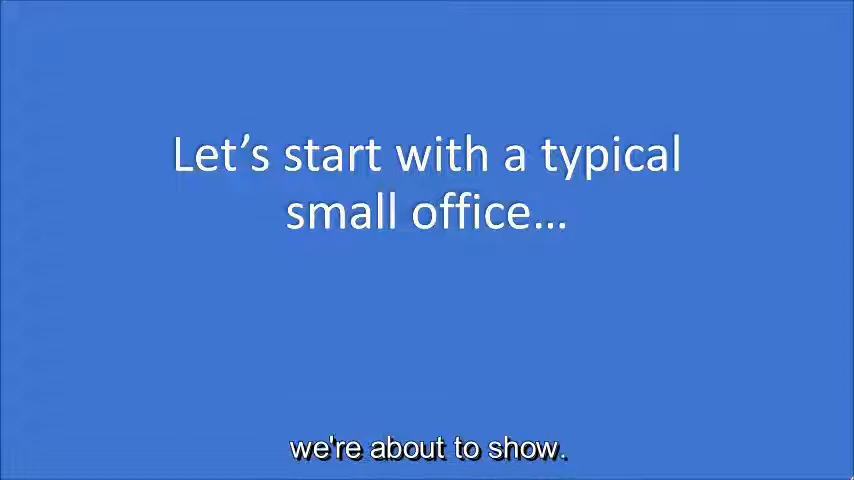 Let’s start with a typical
small office…
we're about to show.